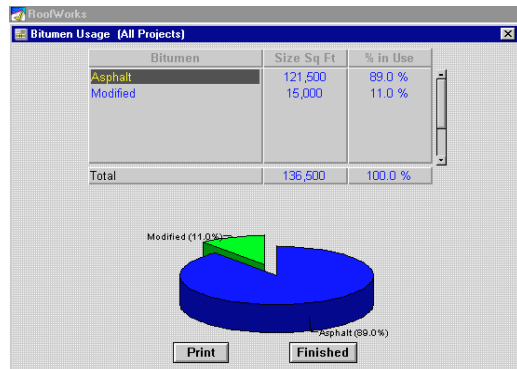 RoofWorks
Bitumen Usage (All Projects)
Bitumen Size Sq Ft % in Use
Asphalt 121,500 89.0 %
Modified 15,000 11.0 %
Total 136,500 100.0 %
Modified (11.0%)
Asphalt (89.0%)
Print Finished